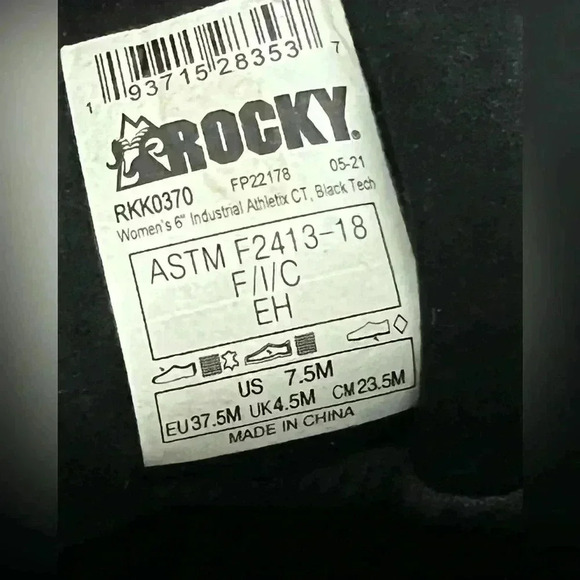 1 93715 28353 7
ROCKY.
RKK0370 FP22178 05-21
Women's 6" Industrial Athletix CT, Black Tech
ASTM F2413-18
F/I/C
EH
US 7.5M
EU37.5M UK4.5M CM23.5M
MADE IN CHINA